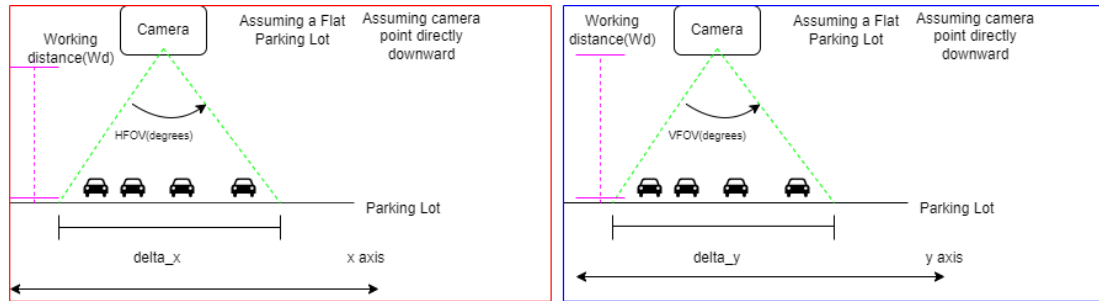 Working
distance(Wd)
Camera
Assuming a Flat
Parking Lot
Assuming camera
point directly
downward
HFOV(degrees)
Parking Lot
delta_x
x axis
Working
distance(Wd)
Camera
Assuming a Flat
Parking Lot
Assuming camera
point directly
downward
VFOV(degrees)
Parking Lot
delta_y
y axis